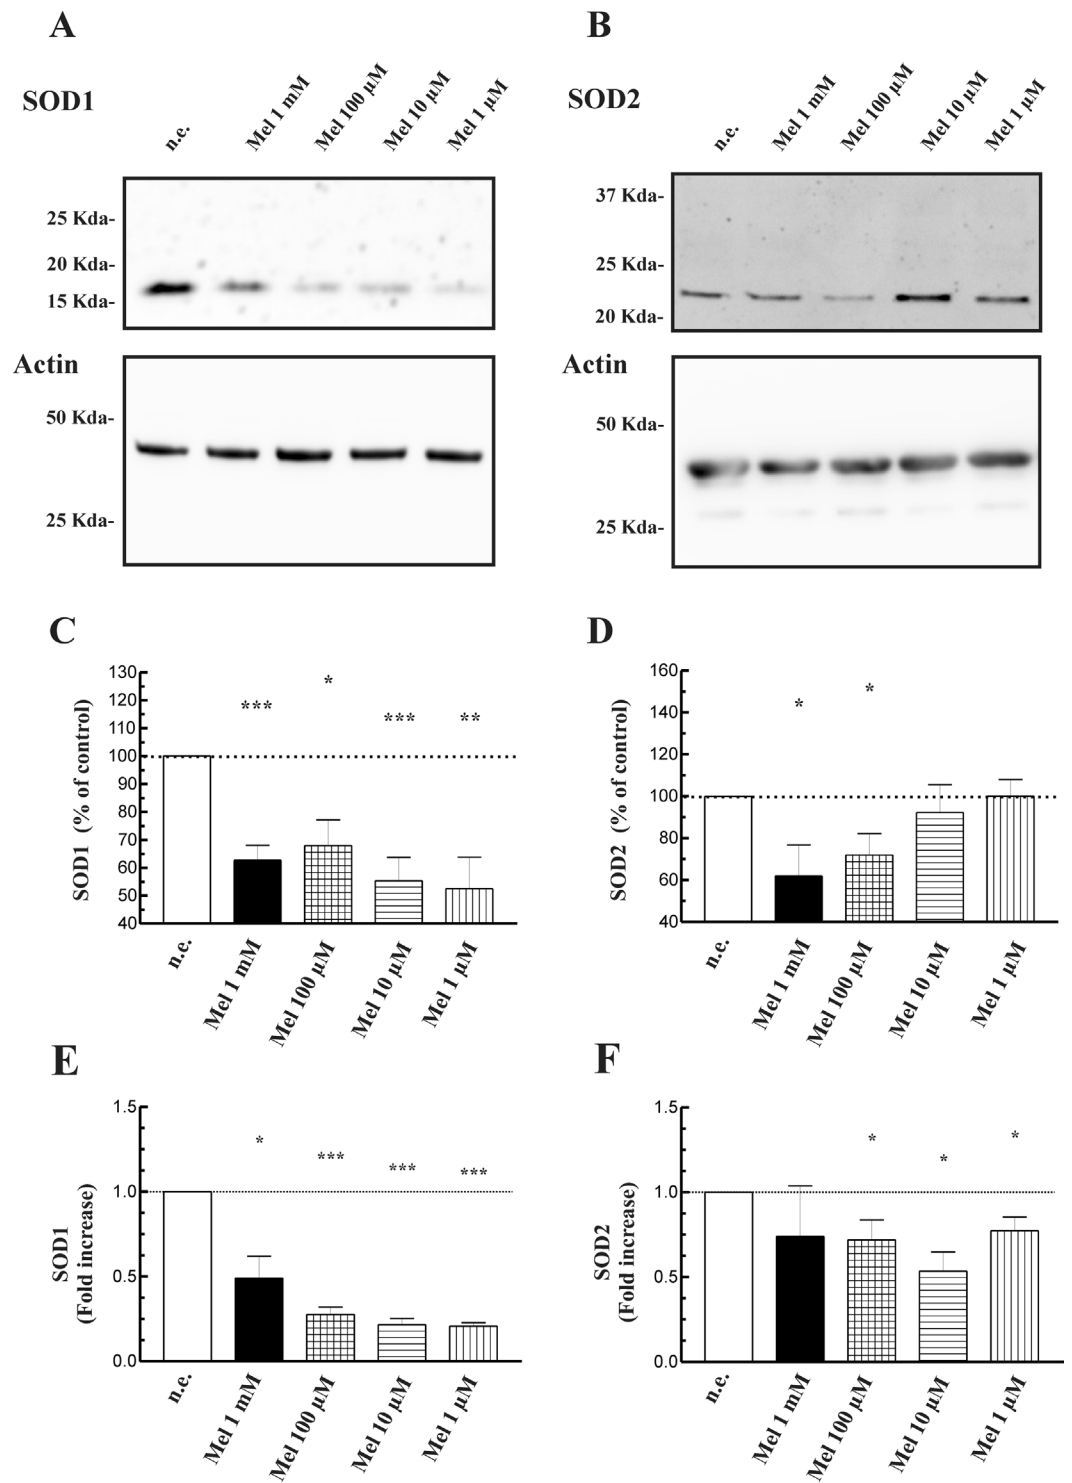 A
SOD1
n.e.
Mel 1 mM
Mel 100 µM
Mel 10 µM
Mel 1 µM
25 Kda-
20 Kda-
15 Kda-
Actin
50 Kda-
25 Kda-
B
SOD2
n.e.
Mel 1 mM
Mel 100 µM
Mel 10 µM
Mel 1 µM
37 Kda-
25 Kda-
20 Kda-
Actin
50 Kda-
25 Kda-
C
SOD1 (% of control)
130
120
110
100
90
80
70
60
50
40
***
*
***
**
n.e.
Mel 1 mM
Mel 100 µM
Mel 10 µM
Mel 1 µM
D
SOD2 (% of control)
160
140
120
100
80
60
40
*
*
n.e.
Mel 1 mM
Mel 100 µM
Mel 10 µM
Mel 1 µM
E
SOD1
(Fold increase)
1.5
1.0
0.5
0.0
*
***
***
***
n.e.
Mel 1 mM
Mel 100 µM
Mel 10 µM
Mel 1 µM
F
SOD2
(Fold increase)
1.5
1.0
0.5
0.0
*
*
*
n.e.
Mel 1 mM
Mel 100 µM
Mel 10 µM
Mel 1 µM